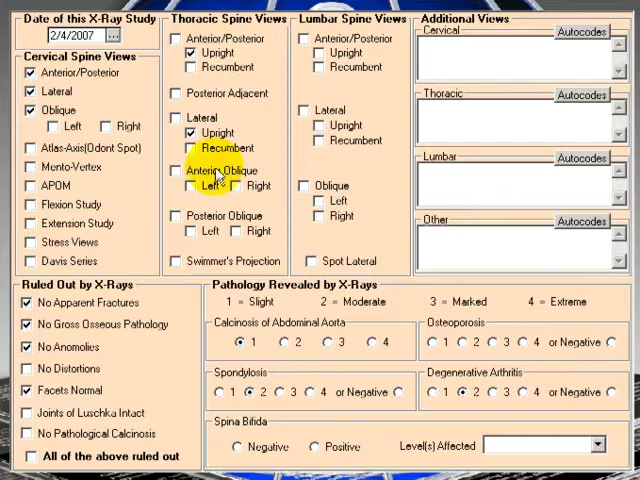 Date of this X-Ray Study
2/4/2007 ...
Cervical Spine Views
Anterior/Posterior
Lateral
Oblique
Left Right
Atlas-Axis(Odont Spot)
Mento-Vertex
APOM
Flexion Study
Extension Study
Stress Views
Davis Series
Thoracic Spine Views
Anterior/Posterior
Upright
Recumbent
Posterior Adjacent
Lateral
Upright
Recumbent
Anterior Oblique
Left Right
Posterior Oblique
Left Right
Swimmer's Projection
Lumbar Spine Views
Anterior/Posterior
Upright
Recumbent
Lateral
Upright
Recumbent
Oblique
Left
Right
Spot Lateral
Additional Views
Cervical Autocodes
Thoracic Autocodes
Lumbar Autocodes
Other Autocodes
Ruled Out by X-Rays
No Apparent Fractures
No Gross Osseous Pathology
No Anomolies
No Distortions
Facets Normal
Joints of Luschka Intact
No Pathological Calcinosis
All of the above ruled out
Pathology Revealed by X-Rays
1 = Slight 2 = Moderate 3 = Marked 4 = Extreme
Calcinosis of Abdominal Aorta
1 2 3 4
Osteoporosis
1 2 3 4 or Negative
Spondylosis
1 2 3 4 or Negative
Degenerative Arthritis
1 2 3 4 or Negative
Spina Bifida
Negative Positive Level(s) Affected